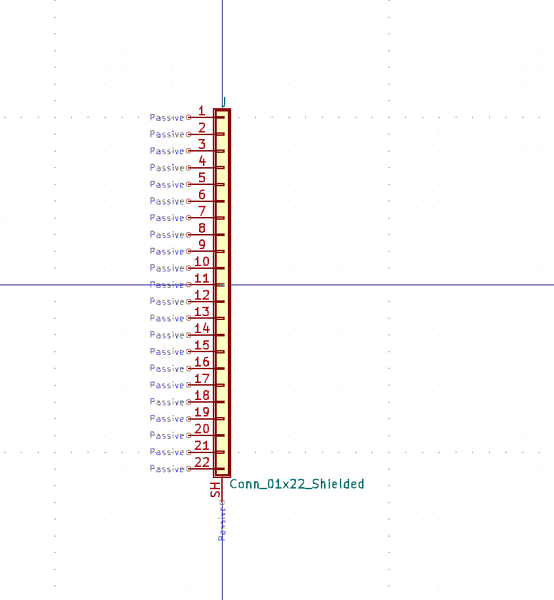 J
Passive 1
Passive 2
Passive 3
Passive 4
Passive 5
Passive 6
Passive 7
Passive 8
Passive 9
Passive 10
Passive 11
Passive 12
Passive 13
Passive 14
Passive 15
Passive 16
Passive 17
Passive 18
Passive 19
Passive 20
Passive 21
Passive 22
SH
Conn_01x22_Shielded
Passive